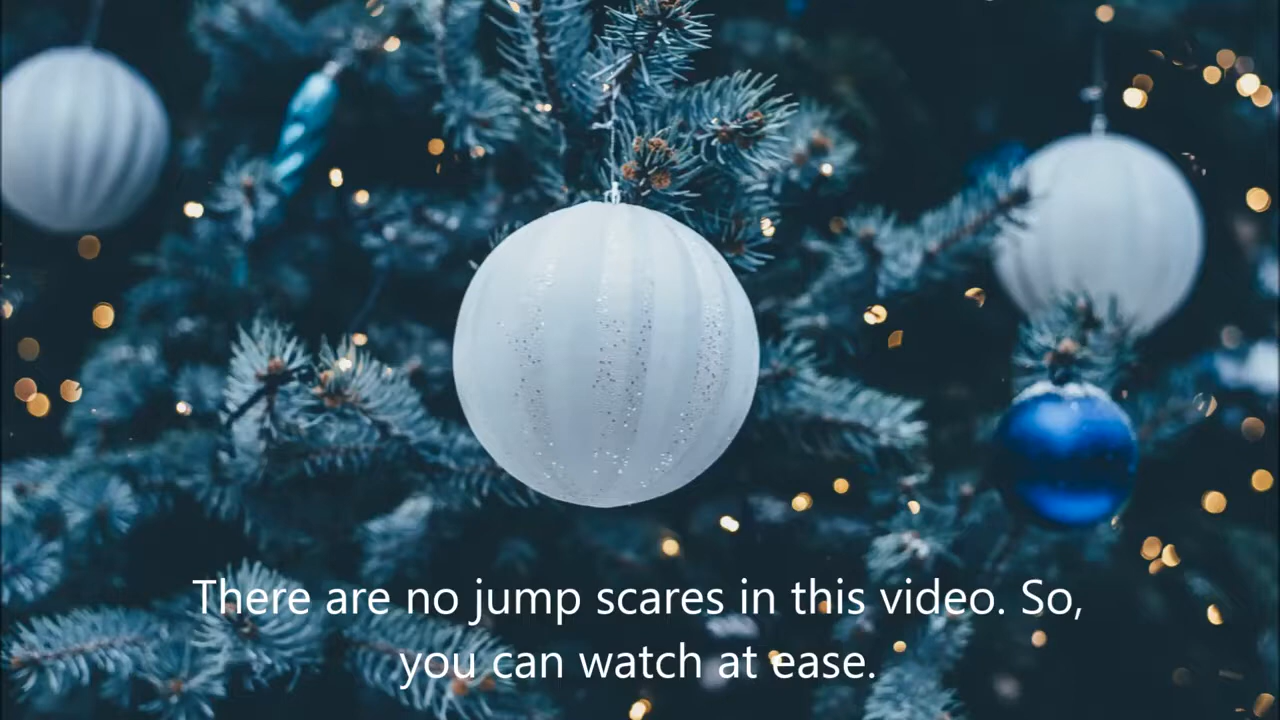 There are no jump scares in this video. So,
you can watch at ease.